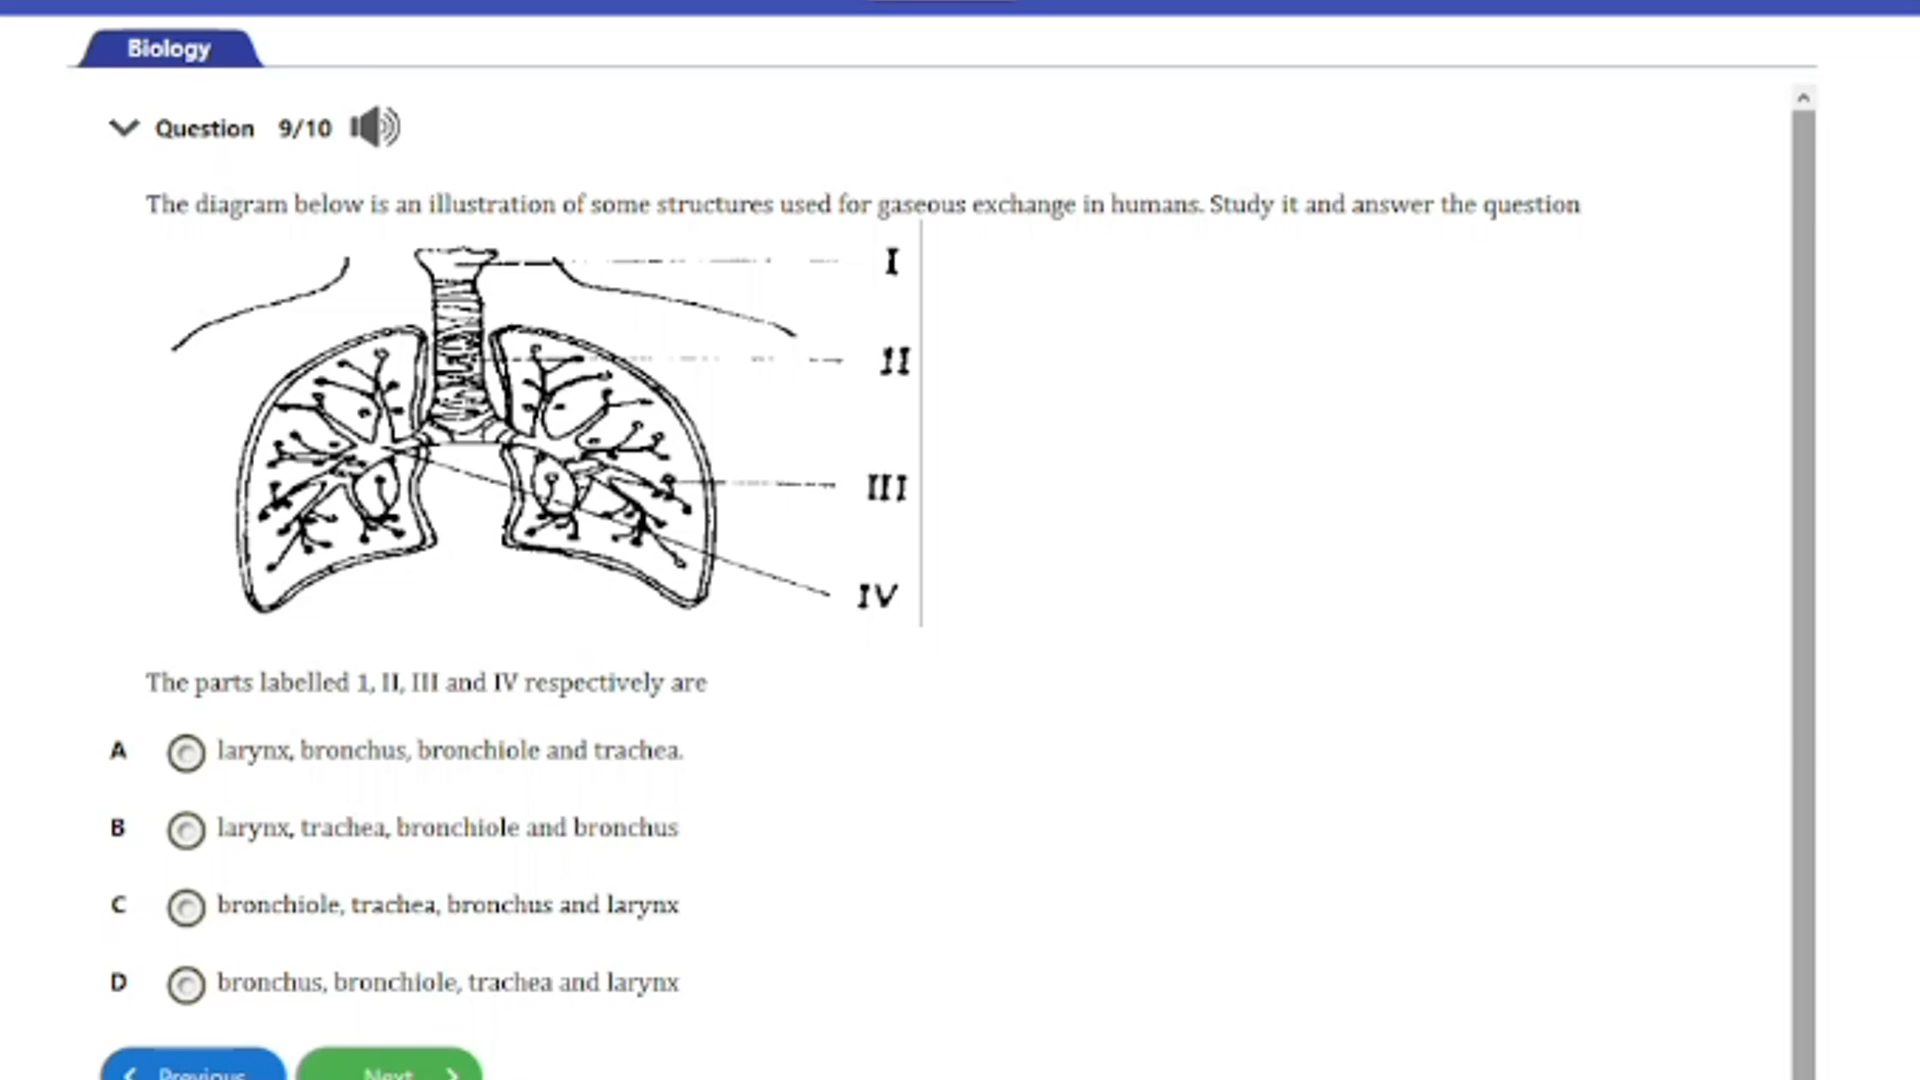 Biology
Question 9/10
The diagram below is an illustration of some structures used for gaseous exchange in humans. Study it and answer the question
I
II
III
IV
The parts labelled 1, II, III and IV respectively are
A larynx, bronchus, bronchiole and trachea.
B larynx, trachea, bronchiole and bronchus
C bronchiole, trachea, bronchus and larynx
D bronchus, bronchiole, trachea and larynx
Previous Next